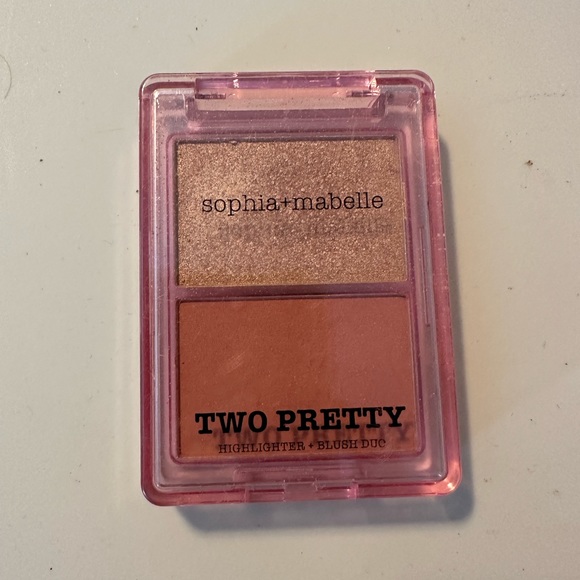 sophia+mabelle
TWO PRETTY
HIGHLIGHTER + BLUSH DUO